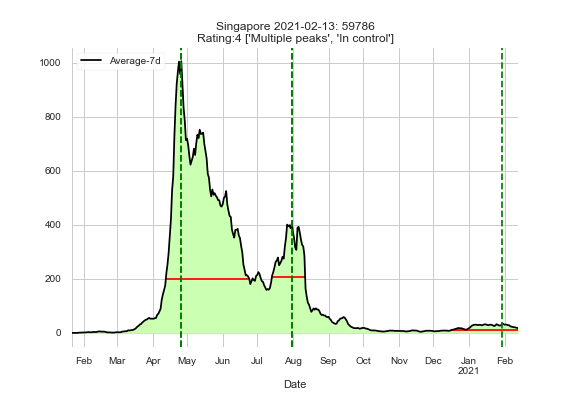 Singapore 2021-02-13: 59786
Rating:4 ['Multiple peaks', 'In control']
Average-7d
1000
800
600
400
200
0
Feb Mar Apr May Jun Jul Aug Sep Oct Nov Dec Jan Feb
2021
Date